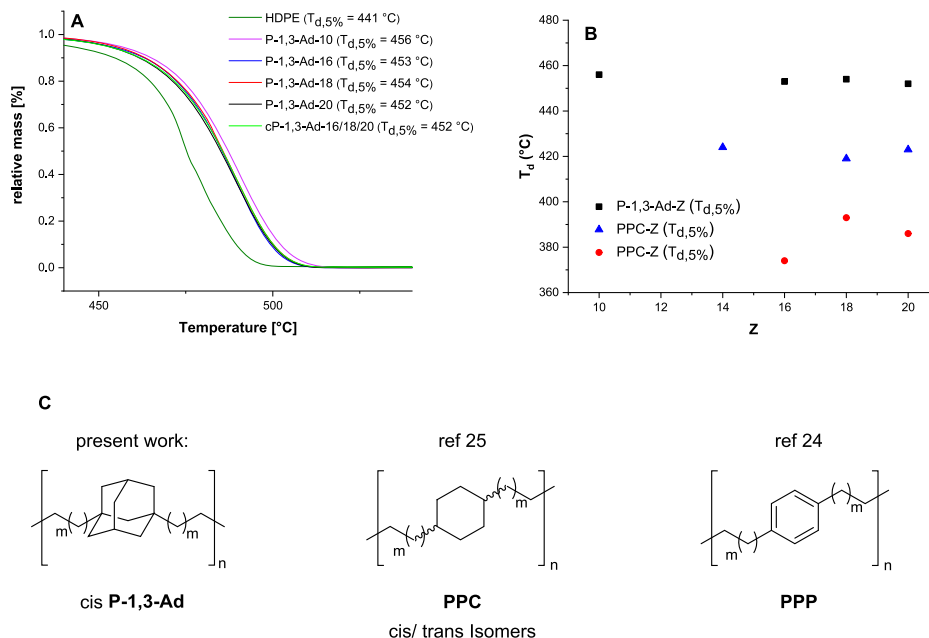 A
HDPE (Td,5% = 441 °C)
P-1,3-Ad-10 (Td,5% = 456 °C)
P-1,3-Ad-16 (Td,5% = 453 °C)
P-1,3-Ad-18 (Td,5% = 454 °C)
P-1,3-Ad-20 (Td,5% = 452 °C)
cP-1,3-Ad-16/18/20 (Td,5% = 452 °C)
relative mass [%]
1.0
0.8
0.6
0.4
0.2
0.0
450
500
Temperature [°C]
B
Td (°C)
480
460
440
420
400
380
360
P-1,3-Ad-Z (Td,5%)
PPC-Z (Td,5%)
PPC-Z (Td,5%)
10
12
14
16
18
20
Z
C
present work:
ref 25
ref 24
m
m
n
m
m
n
m
m
n
cis P-1,3-Ad
PPC
PPP
cis/ trans Isomers